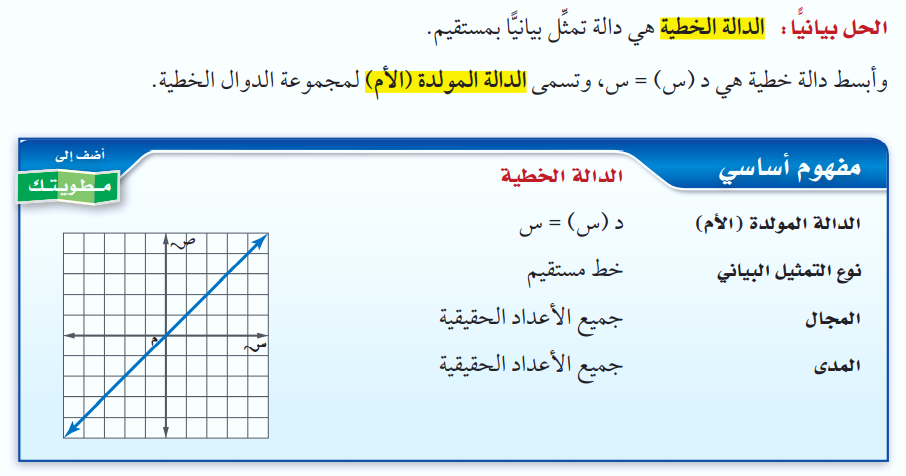 الحل بيانيًّا: الدالة الخطية هي دالة تمثِّل بيانيًّا بمستقيم.
وأبسط دالة خطية هي د (س) = س، وتسمى الدالة المولدة (الأم) لمجموعة الدوال الخطية.
مفهوم أساسي
أضف إلى
مطويتك
الدالة الخطية
الدالة المولدة (الأم) د (س) = س
نوع التمثيل البياني خط مستقيم
المجال جميع الأعداد الحقيقية
المدى جميع الأعداد الحقيقية
ص
م
س